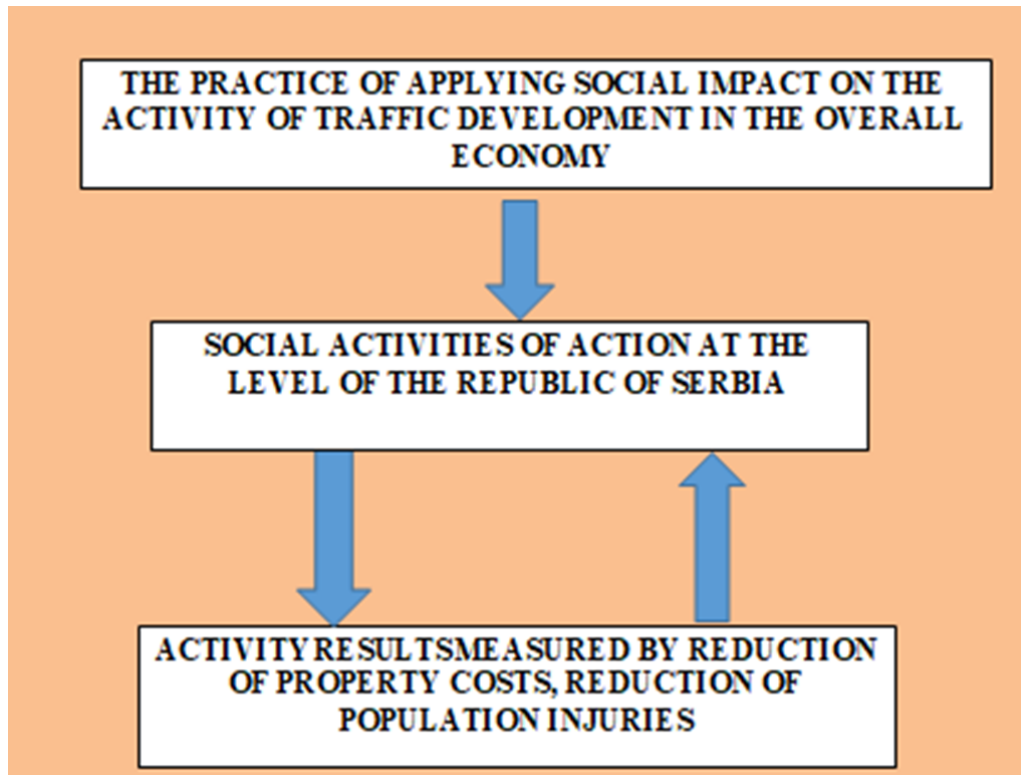 THE PRACTICE OF APPLYING SOCIAL IMPACT ON THE
ACTIVITY OF TRAFFIC DEVELOPMENT IN THE OVERALL
ECONOMY
SOCIAL ACTIVITIES OF ACTION AT THE
LEVEL OF THE REPUBLIC OF SERBIA
ACTIVITY RESULTSMEASURED BY REDUCTION
OF PROPERTY COSTS, REDUCTION OF
POPULATION INJURIES